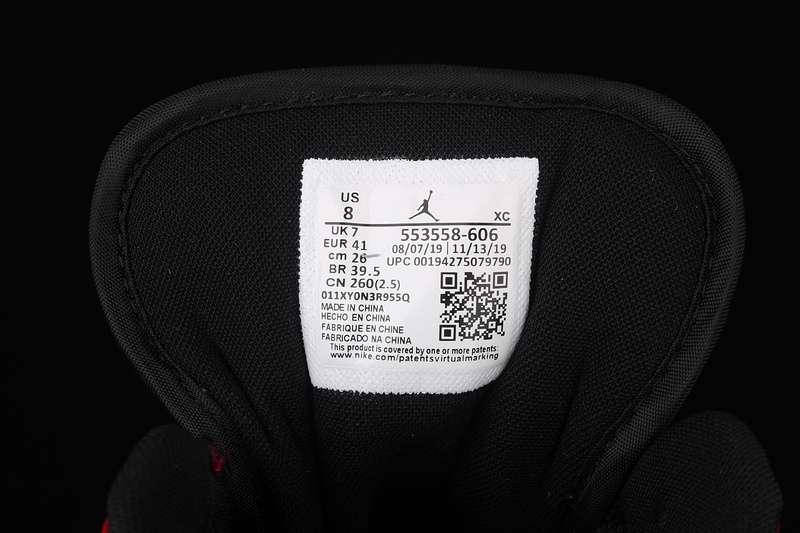 US
8
XC
UK 7
553558-606
EUR 41
08/07/19 | 11/13/19
cm 26
UPC 00194275079790
BR 39.5
CN 260(2.5)
011XY0N3R955Q
MADE IN CHINA
HECHO EN CHINA
FABRIQUE EN CHINE
FABRICADO NA CHINA
This product is covered by one or more patents:
www.nike.com/patentsvirtualmarking